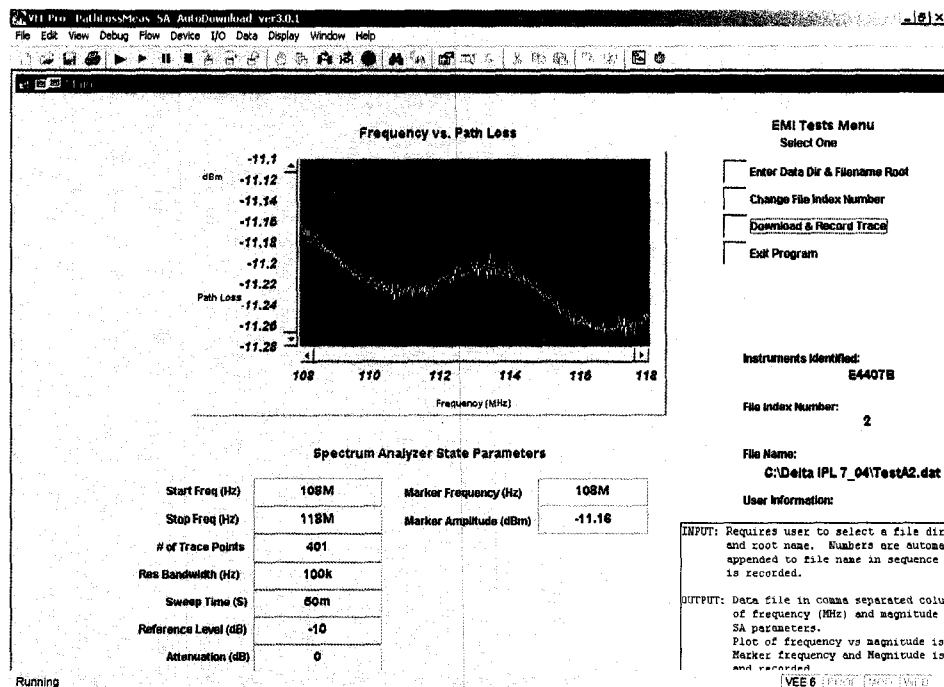 VEE Pro PathLossMeas_SA_AutoDownload_ver3.0.1
File Edit View Debug Flow Device I/O Data Display Window Help
Frequency vs. Path Loss
dBm
Path Loss
-11.1
-11.12
-11.14
-11.16
-11.18
-11.2
-11.22
-11.24
-11.26
-11.28
108 110 112 114 116 118
Frequency (MHz)
EMI Tests Menu
Select One
Enter Data Dir & Filename Root
Change File Index Number
Download & Record Trace
Exit Program
Instruments Identified:
E4407B
File Index Number:
2
File Name:
C:\Delta IPL 7_04\TestA2.dat
User Information:
INPUT: Requires user to select a file dir
and root name. Numbers are automa
appended to file name in sequence
is recorded.
OUTPUT: Data file in comma separated colu
of frequency (MHz) and magnitude
SA parameters.
Plot of frequency vs magnitude is
Marker frequency and Magnitude is
and recorded
Spectrum Analyzer State Parameters
Start Freq (Hz) 108M
Stop Freq (Hz) 118M
# of Trace Points 401
Res Bandwidth (Hz) 100k
Sweep Time (S) 50m
Reference Level (dB) -10
Attenuation (dB) 0
Marker Frequency (Hz) 108M
Marker Amplitude (dBm) -11.16
Running
VEE 6 PROF MOD WEB